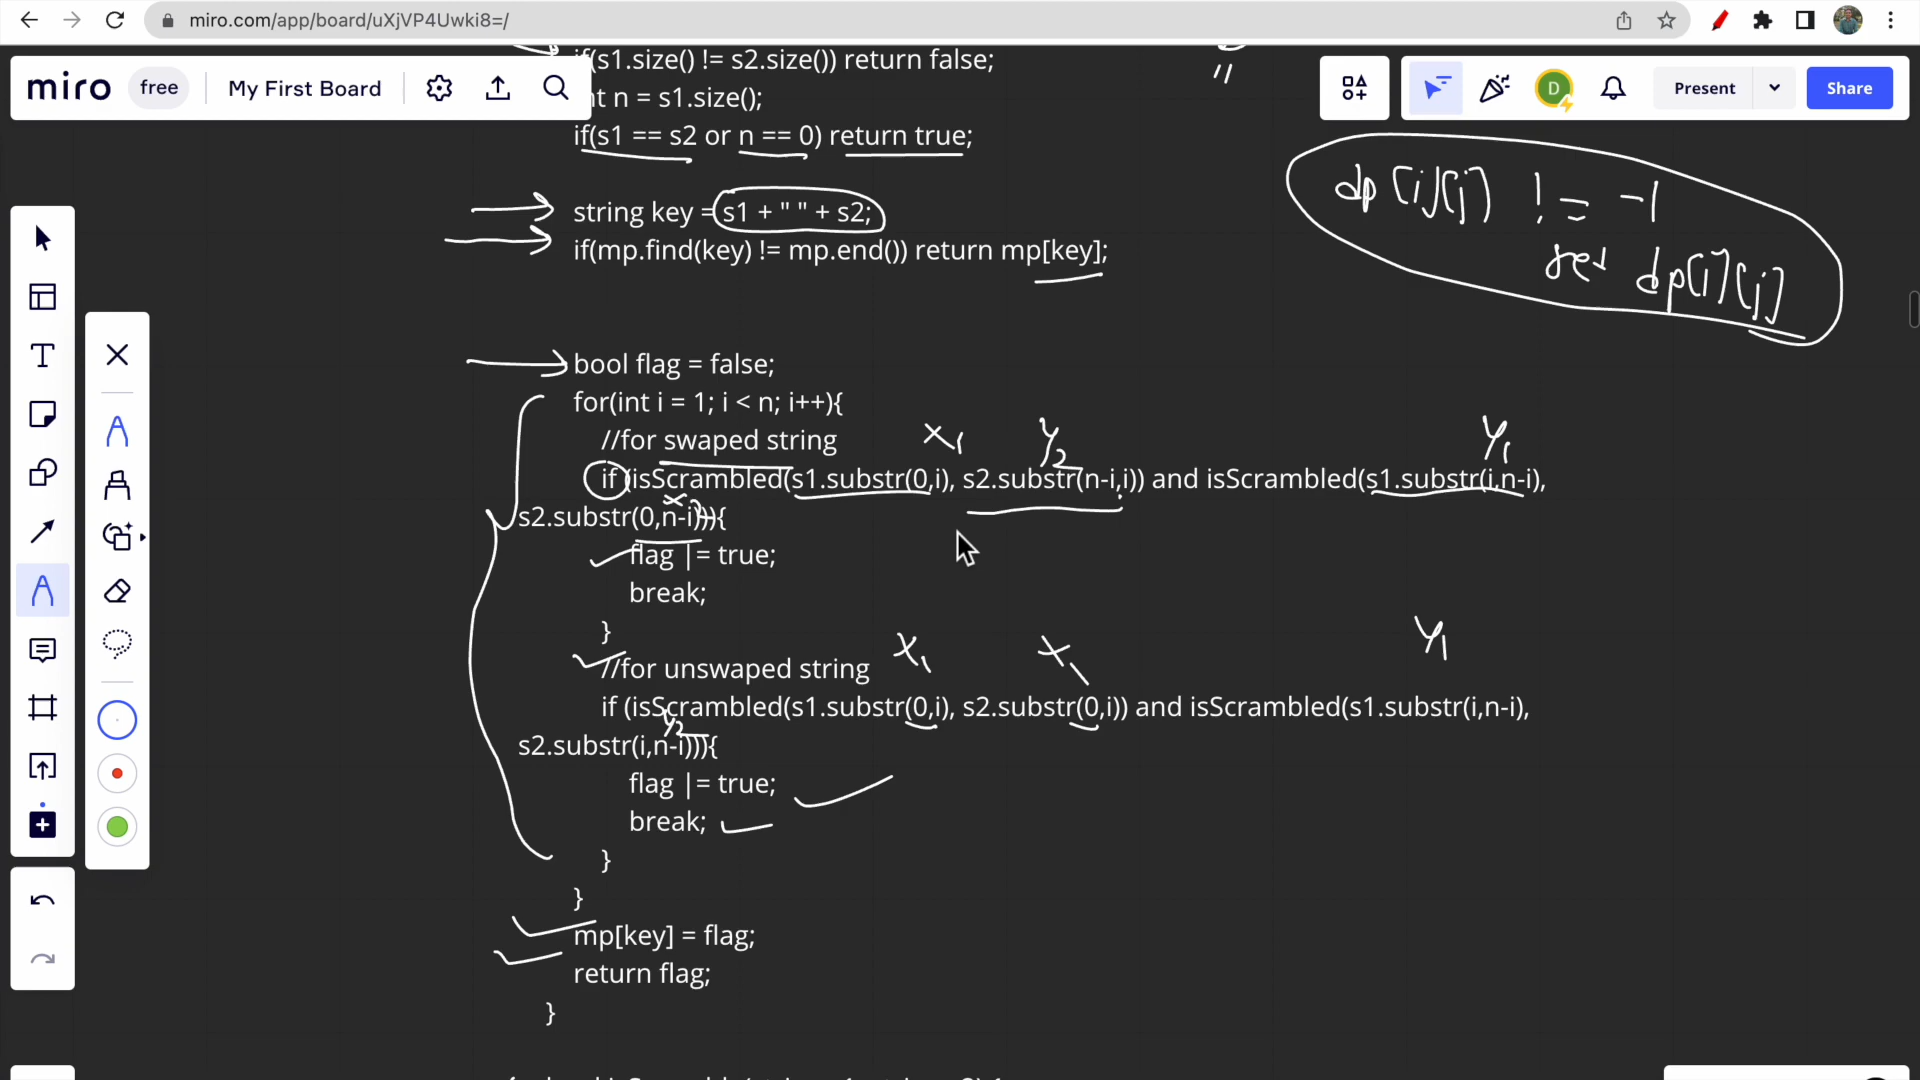 miro.com/app/board/uXjVP4Uwki8=/
miro
free
My First Board
D
Present
Share
if(s1.size() != s2.size()) return false;
nt n = s1.size();
if(s1 == s2 or n == 0) return true;
string key = s1 + " " + s2;
if(mp.find(key) != mp.end()) return mp[key];
dp[i][j] != -1
ret dp[i][j]
bool flag = false;
for(int i = 1; i < n; i++){
//for swaped string
x1 y2 y1
if (isScrambled(s1.substr(0,i), s2.substr(n-i,i)) and isScrambled(s1.substr(i,n-i),
x2
s2.substr(0,n-i))){
flag |= true;
break;
}
//for unswaped string
x1 x1 y1
if (isScrambled(s1.substr(0,i), s2.substr(0,i)) and isScrambled(s1.substr(i,n-i),
y2
s2.substr(i,n-i))){
flag |= true;
break;
}
}
mp[key] = flag;
return flag;
}